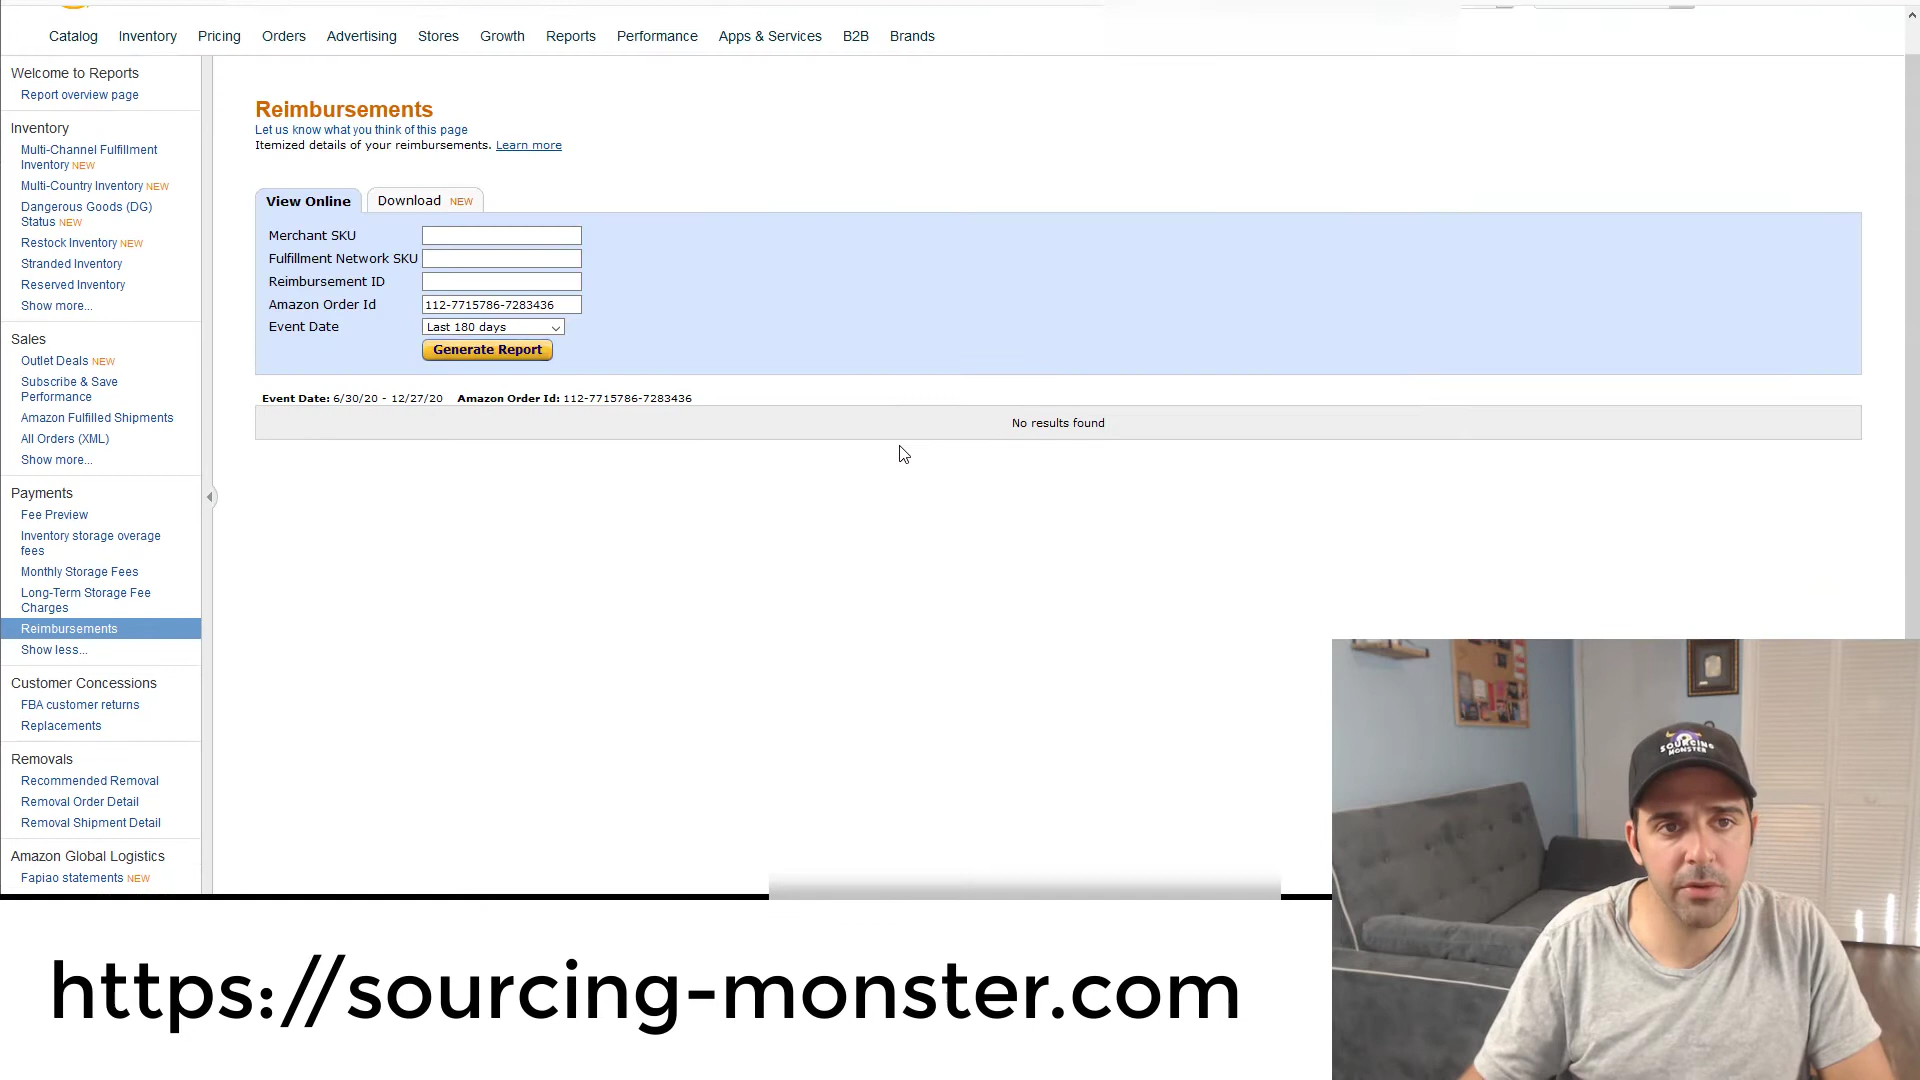 Catalog Inventory Pricing Orders Advertising Stores Growth Reports Performance Apps & Services B2B Brands
Welcome to Reports
Report overview page
Inventory
Multi-Channel Fulfillment
Inventory NEW
Multi-Country Inventory NEW
Dangerous Goods (DG)
Status NEW
Restock Inventory NEW
Stranded Inventory
Reserved Inventory
Show more...
Sales
Outlet Deals NEW
Subscribe & Save
Performance
Amazon Fulfilled Shipments
All Orders (XML)
Show more...
Payments
Fee Preview
Inventory storage overage
fees
Monthly Storage Fees
Long-Term Storage Fee
Charges
Reimbursements
Show less...
Customer Concessions
FBA customer returns
Replacements
Removals
Recommended Removal
Removal Order Detail
Removal Shipment Detail
Amazon Global Logistics
Fapiao statements NEW
Reimbursements
Let us know what you think of this page
Itemized details of your reimbursements. Learn more
View Online Download NEW
Merchant SKU
Fulfillment Network SKU
Reimbursement ID
Amazon Order Id 112-7715786-7283436
Event Date Last 180 days
Generate Report
Event Date: 6/30/20 - 12/27/20 Amazon Order Id: 112-7715786-7283436
No results found
SOURCING
MONSTER
https://sourcing-monster.com